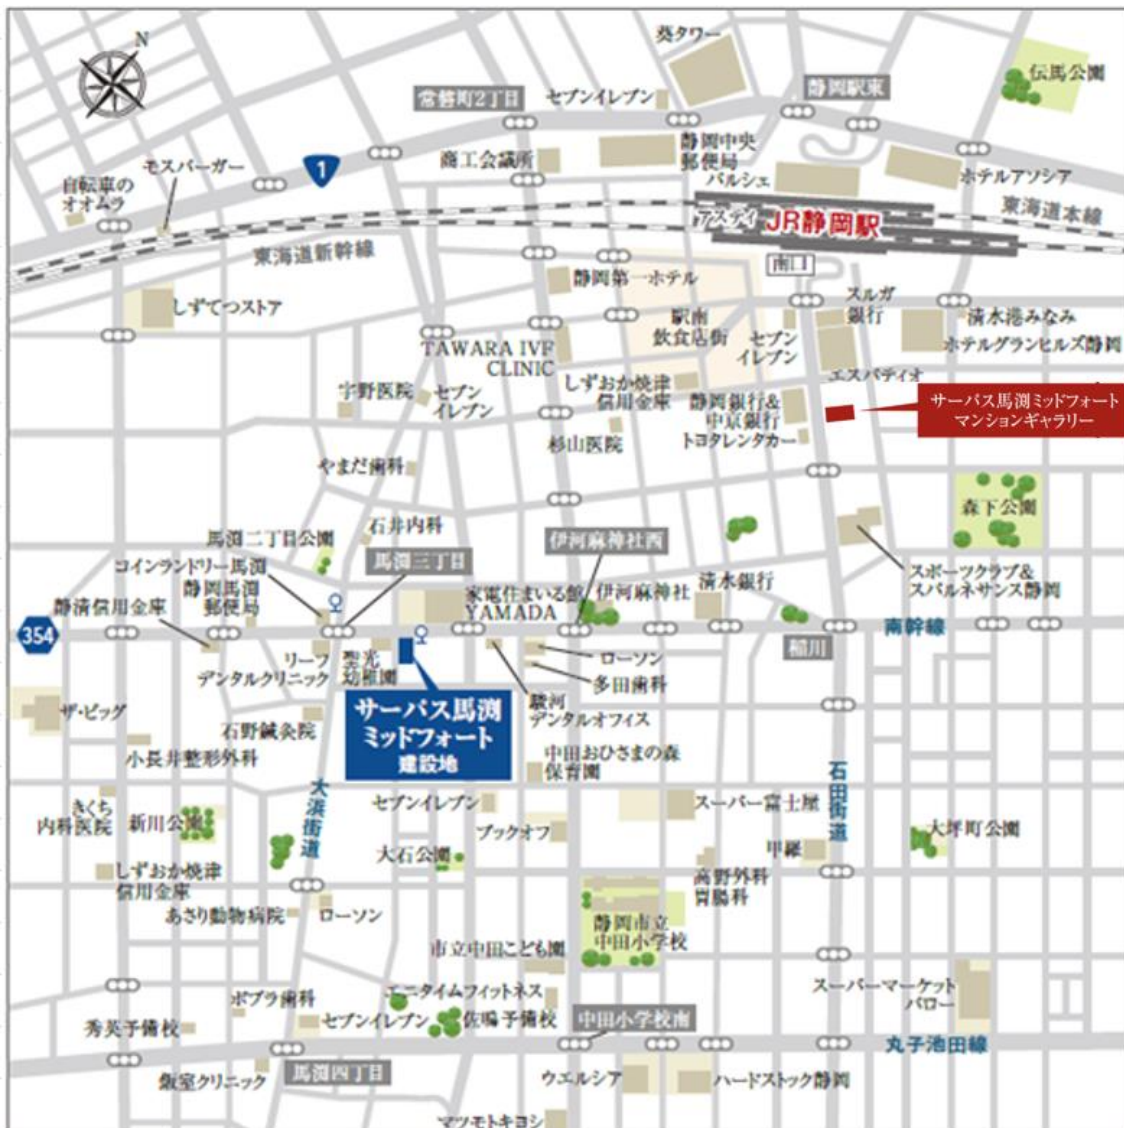 N
葵タワー
伝馬公園
静岡駅東
セブンイレブン
常磐町2丁目
静岡中央
郵便局
商工会議所
モスバーガー
1
パルシェ
ホテルアソシア
自転車の
オオムラ
東海道本線
アスティ
JR静岡駅
東海道新幹線
南口
静岡第一ホテル
しずてつストア
スルガ
銀行
駅南
飲食店街
セブン
イレブン
清水港みなみ
ホテルグランヒルズ静岡
TAWARA IVF
CLINIC
エスパティオ
しずおか焼津
信用金庫
宇野医院
セブン
イレブン
静岡銀行&
中京銀行
トヨタレンタカー
サーパス馬渕ミッドフォート
マンションギャラリー
杉山医院
やまだ歯科
森下公園
石井内科
馬渕二丁目公園
馬渕三丁目
伊河麻神社西
コインランドリー馬渕
静岡馬渕
郵便局
静清信用金庫
家電住まいる館
YAMADA
伊河麻神社
清水銀行
スポーツクラブ&
スパルネサンス静岡
354
南幹線
稲川
リーフ
デンタルクリニック
聖光
幼稚園
ローソン
多田歯科
駿河
デンタルオフィス
サーパス馬渕
ミッドフォート
建設地
ザ・ビッグ
石野鍼灸院
小長井整形外科
中田おひさまの森
保育園
石田街道
大浜街道
きくち
内科医院
新川公園
セブンイレブン
ブックオフ
スーパー富士屋
大坪町公園
大石公園
甲羅
しずおか焼津
信用金庫
高野外科
胃腸科
あさり動物病院
ローソン
静岡市立
中田小学校
市立中田こども園
スーパーマーケット
バロー
ポプラ歯科
エニタイムフィットネス
秀英予備校
セブンイレブン
佐鳴予備校
中田小学校南
丸子池田線
飯室クリニック
馬渕四丁目
ウエルシア
ハードストック静岡
マツモトキヨシ